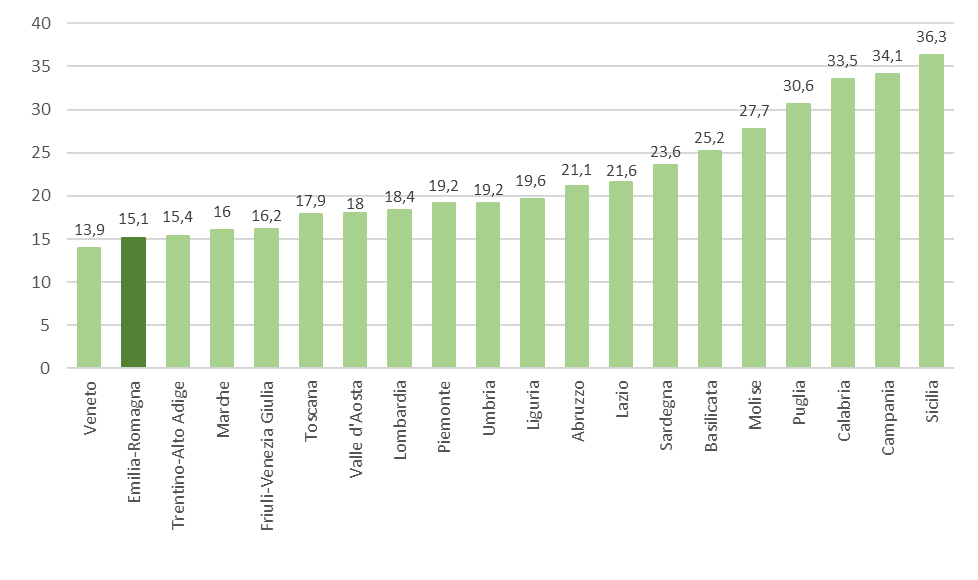 40
35
30
25
20
15
10
5
0
13,9
15,1
15,4
16
16,2
17,9
18
18,4
19,2
19,2
19,6
21,1
21,6
23,6
25,2
27,7
30,6
33,5
34,1
36,3
Veneto
Emilia-Romagna
Trentino-Alto Adige
Marche
Friuli-Venezia Giulia
Toscana
Valle d'Aosta
Lombardia
Piemonte
Umbria
Liguria
Abruzzo
Lazio
Sardegna
Basilicata
Molise
Puglia
Calabria
Campania
Sicilia